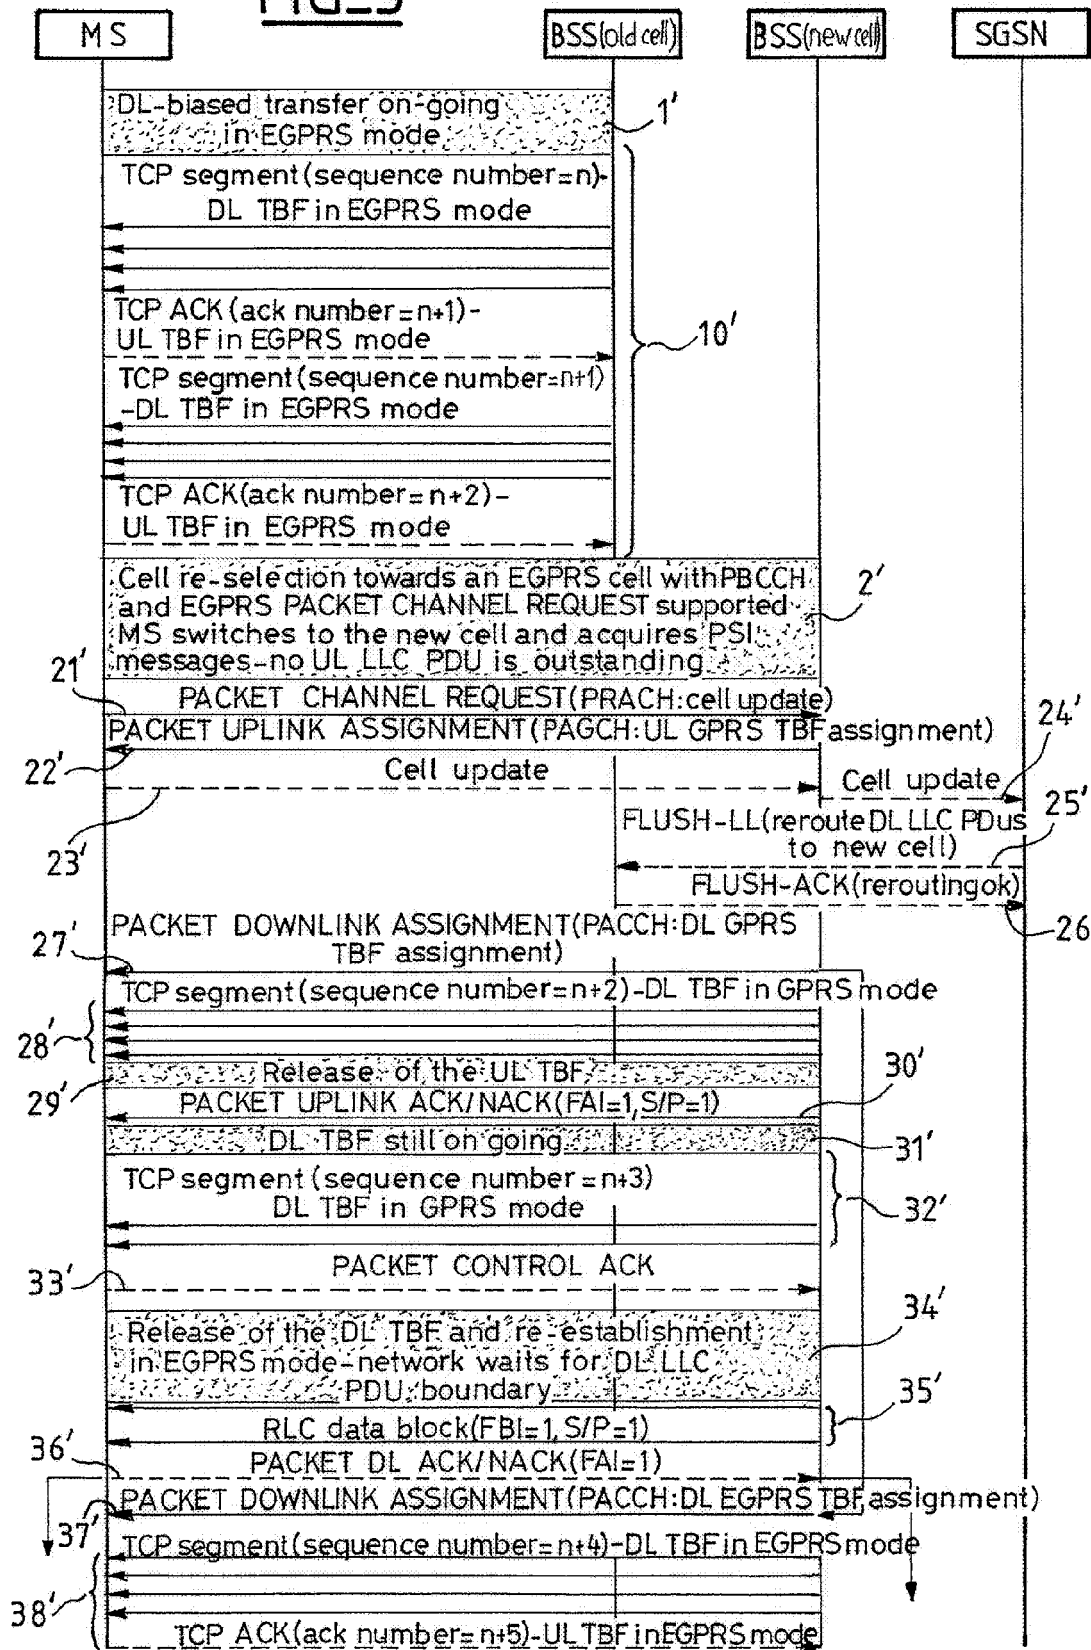 FIG_5
MS
BSS(old cell)
BSS(new cell)
SGSN
DL-biased transfer on-going
in EGPRS mode
1'
TCP segment(sequence number=n)-
DL TBF in EGPRS mode
TCP ACK(ack number=n+1)-
UL TBF in EGPRS mode
10'
TCP segment(sequence number=n+1)
-DL TBF in EGPRS mode
TCP ACK(ack number=n+2)-
UL TBF in EGPRS mode
Cell re-selection towards an EGPRS cell with PBCCH
and EGPRS PACKET CHANNEL REQUEST supported
MS switches to the new cell and acquires PSI
messages-no UL LLC PDU is outstanding
2'
21'
PACKET CHANNEL REQUEST(PRACH:cell update)
PACKET UPLINK ASSIGNMENT(PAGCH:UL GPRS TBF assignment)
24'
22'
Cell update
Cell update
25'
23'
FLUSH-LL(reroute DL LLC PDus
to new cell)
FLUSH-ACK(rerouting ok)
26
PACKET DOWNLINK ASSIGNMENT(PACCH:DL GPRS
TBF assignment)
27'
TCP segment(sequence number=n+2)-DL TBF in GPRS mode
28'
Release of the UL TBF
30'
29'
PACKET UPLINK ACK/NACK(FAI=1,S/P=1)
DL TBF still on going
31'
TCP segment(sequence number=n+3)
DL TBF in GPRS mode
32'
PACKET CONTROL ACK
33'
34'
Release of the DL TBF and re-establishment
in EGPRS mode-network waits for DL LLC
PDU boundary
35'
RLC data block(FBI=1,S/P=1)
36'
PACKET DL ACK/NACK(FAI=1)
PACKET DOWNLINK ASSIGNMENT(PACCH:DL EGPRS TBF assignment)
37'
TCP segment(sequence number=n+4)-DL TBF in EGPRS mode
38'
TCP ACK(ack number=n+5)-UL TBF in EGPRS mode